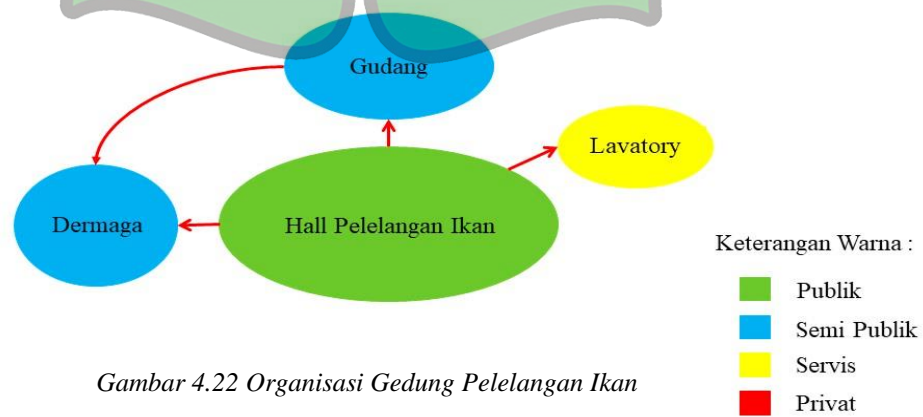 Gudang
Lavatory
Dermaga
Hall Pelelangan Ikan
Keterangan Warna :
Publik
Semi Publik
Servis
Privat
Gambar 4.22 Organisasi Gedung Pelelangan Ikan